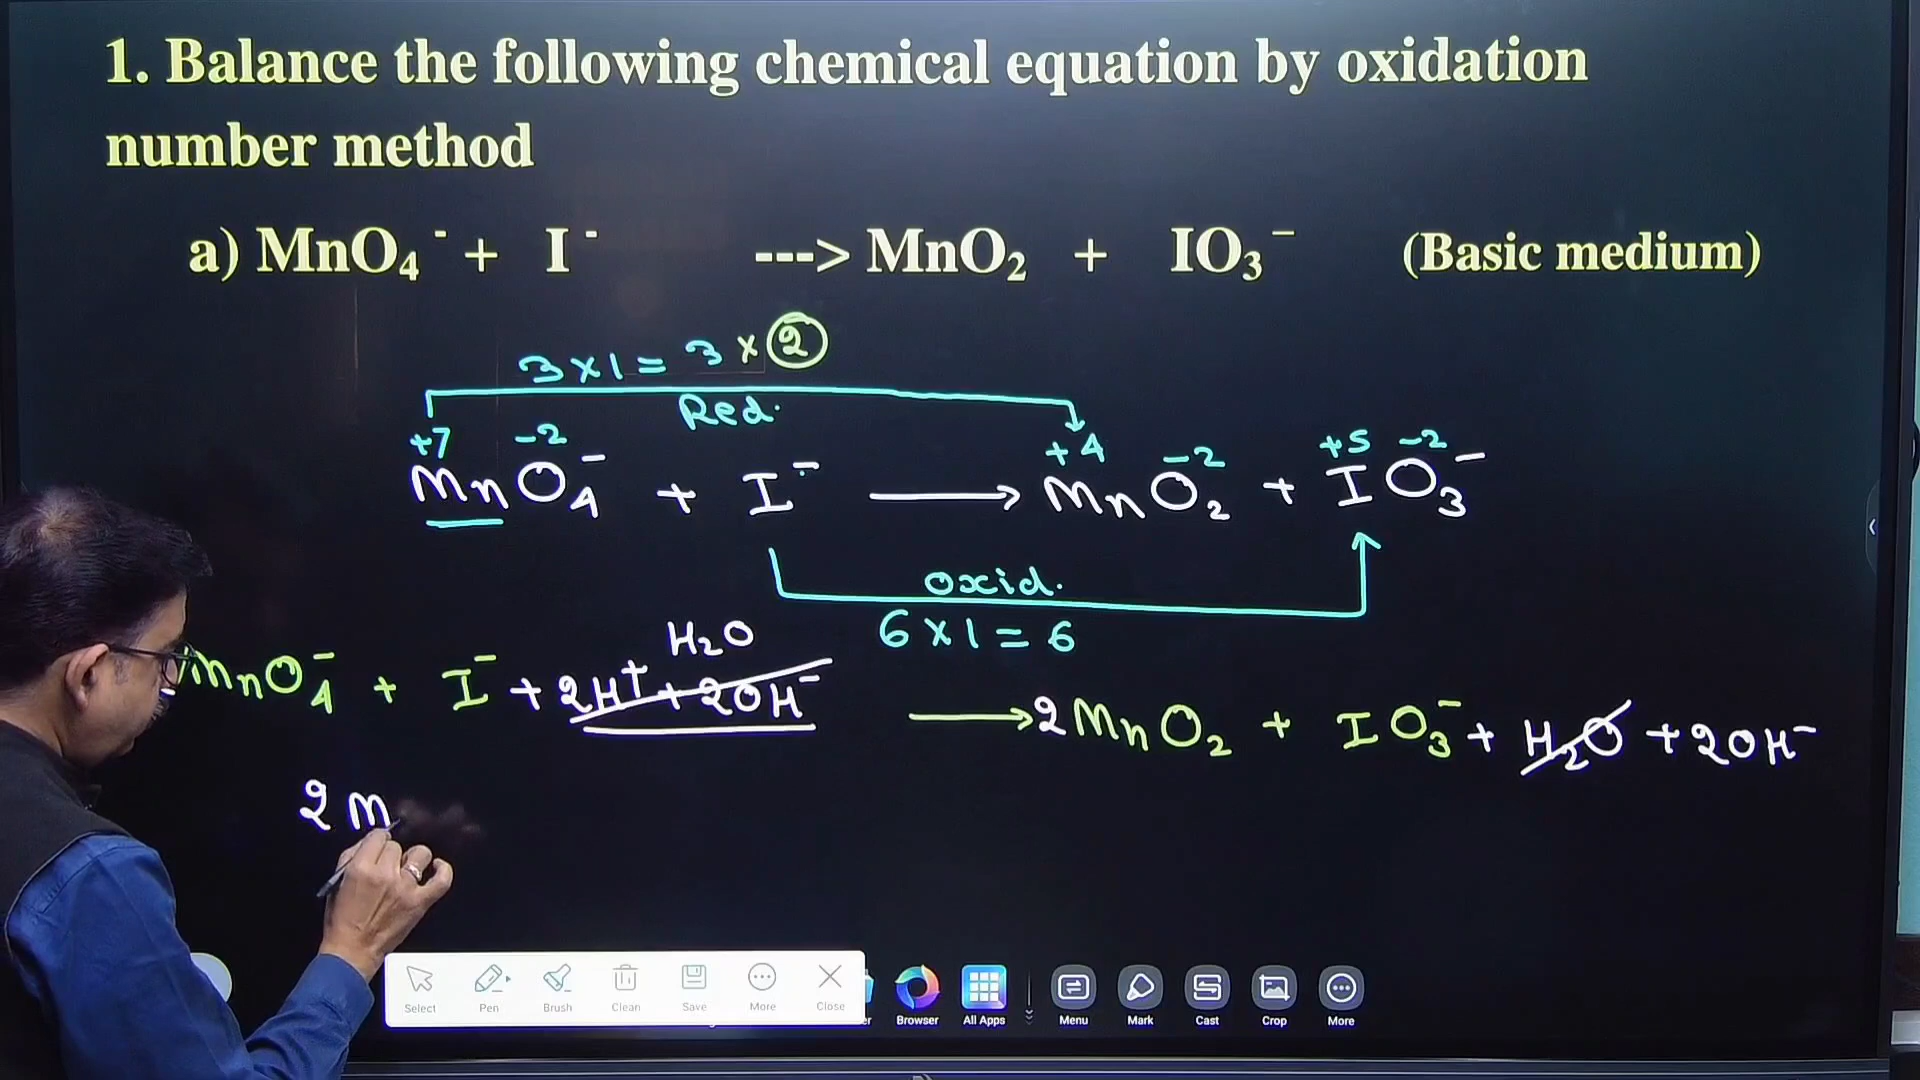 1. Balance the following chemical equation by oxidation
number method
a) MnO₄ ⁻ + I ⁻ ---> MnO₂ + IO₃ ⁻ (Basic medium)
3 × 1 = 3 × 2
Red.
+7 -2 +4 -2 +5 -2
MnO₄⁻ + I⁻ ⟶ MnO₂ + IO₃⁻
Oxid.
6 × 1 = 6
H₂O
MnO₄⁻ + I⁻ + 2H⁺ + 2OH⁻ ⟶ 2MnO₂ + IO₃⁻ + H₂O + 2OH⁻
2 M
Select Pen Brush Clean Save More Close
er Browser All Apps Menu Mark Cast Crop More